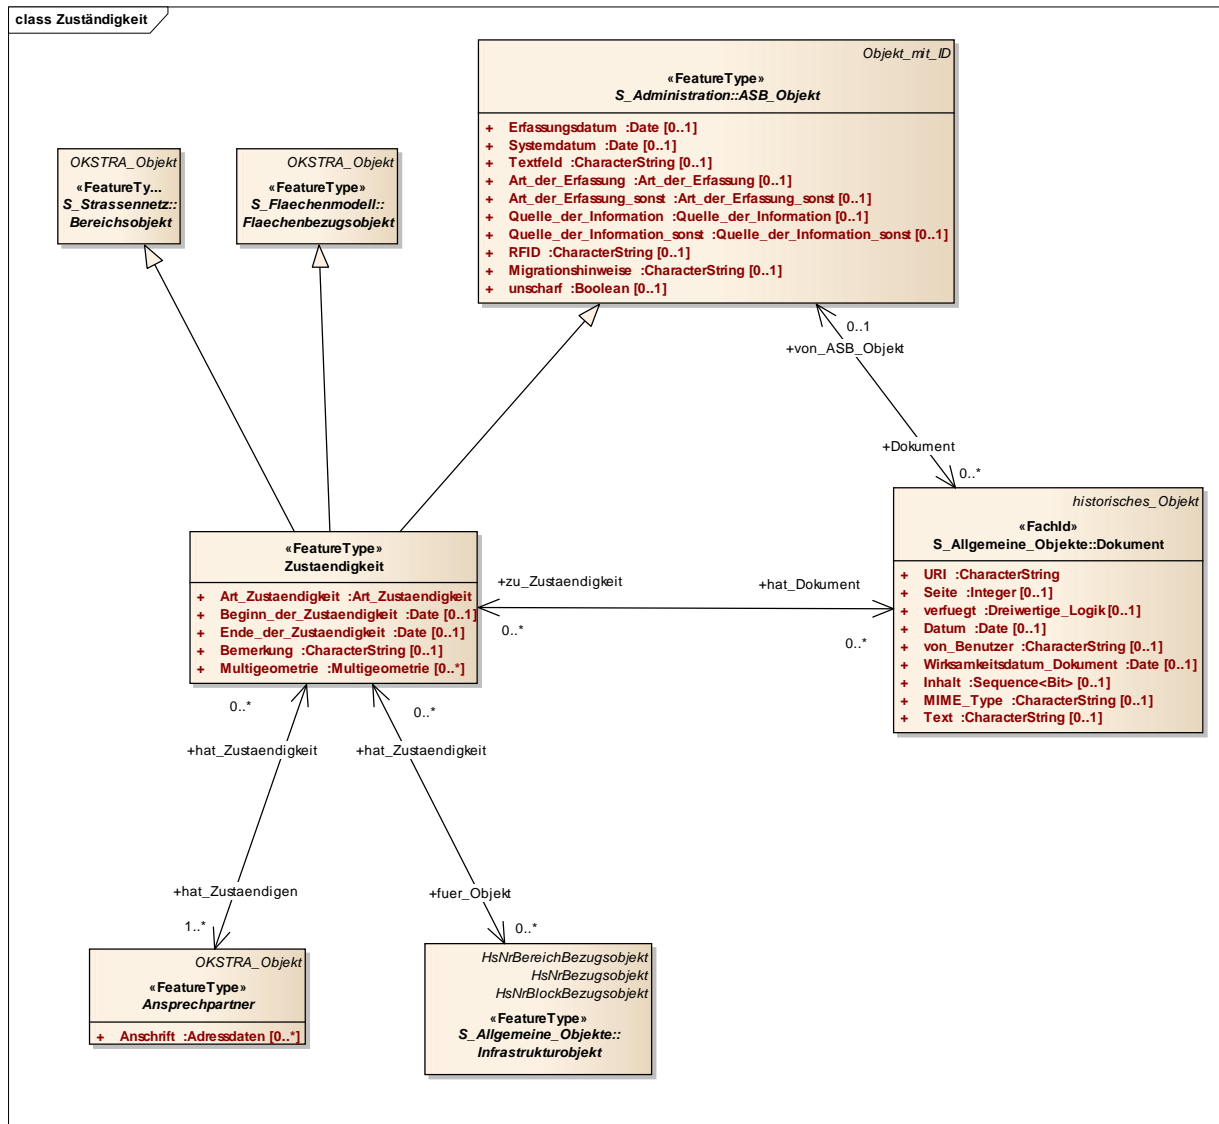 class Zuständigkeit
Objekt_mit_ID
«FeatureType»
S_Administration::ASB_Objekt
+ Erfassungsdatum :Date [0..1]
+ Systemdatum :Date [0..1]
+ Textfeld :CharacterString [0..1]
+ Art_der_Erfassung :Art_der_Erfassung [0..1]
+ Art_der_Erfassung_sonst :Art_der_Erfassung_sonst [0..1]
+ Quelle_der_Information :Quelle_der_Information [0..1]
+ Quelle_der_Information_sonst :Quelle_der_Information_sonst [0..1]
+ RFID :CharacterString [0..1]
+ Migrationshinweise :CharacterString [0..1]
+ unscharf :Boolean [0..1]
OKSTRA_Objekt
«FeatureTy...
S_Strassennetz::
Bereichsobjekt
OKSTRA_Objekt
«FeatureType»
S_Flaechenmodell::
Flaechenbezugsobjekt
0..1
+von_ASB_Objekt
+Dokument
0..*
historisches_Objekt
«FachId»
S_Allgemeine_Objekte::Dokument
+ URI :CharacterString
+ Seite :Integer [0..1]
+ verfuegt :Dreiwertige_Logik [0..1]
+ Datum :Date [0..1]
+ von_Benutzer :CharacterString [0..1]
+ Wirksamkeitsdatum_Dokument :Date [0..1]
+ Inhalt :Sequence<Bit> [0..1]
+ MIME_Type :CharacterString [0..1]
+ Text :CharacterString [0..1]
«FeatureType»
Zustaendigkeit
+ Art_Zustaendigkeit :Art_Zustaendigkeit
+ Beginn_der_Zustaendigkeit :Date [0..1]
+ Ende_der_Zustaendigkeit :Date [0..1]
+ Bemerkung :CharacterString [0..1]
+ Multigeometrie :Multigeometrie [0..*]
+zu_Zustaendigkeit
0..*
+hat_Dokument
0..*
0..*
+hat_Zustaendigkeit
0..*
+hat_Zustaendigkeit
+hat_Zustaendigen
1..*
+fuer_Objekt
0..*
OKSTRA_Objekt
«FeatureType»
Ansprechpartner
+ Anschrift :Adressdaten [0..*]
HsNrBereichBezugsobjekt
HsNrBezugsobjekt
HsNrBlockBezugsobjekt
«FeatureType»
S_Allgemeine_Objekte::
Infrastrukturobjekt